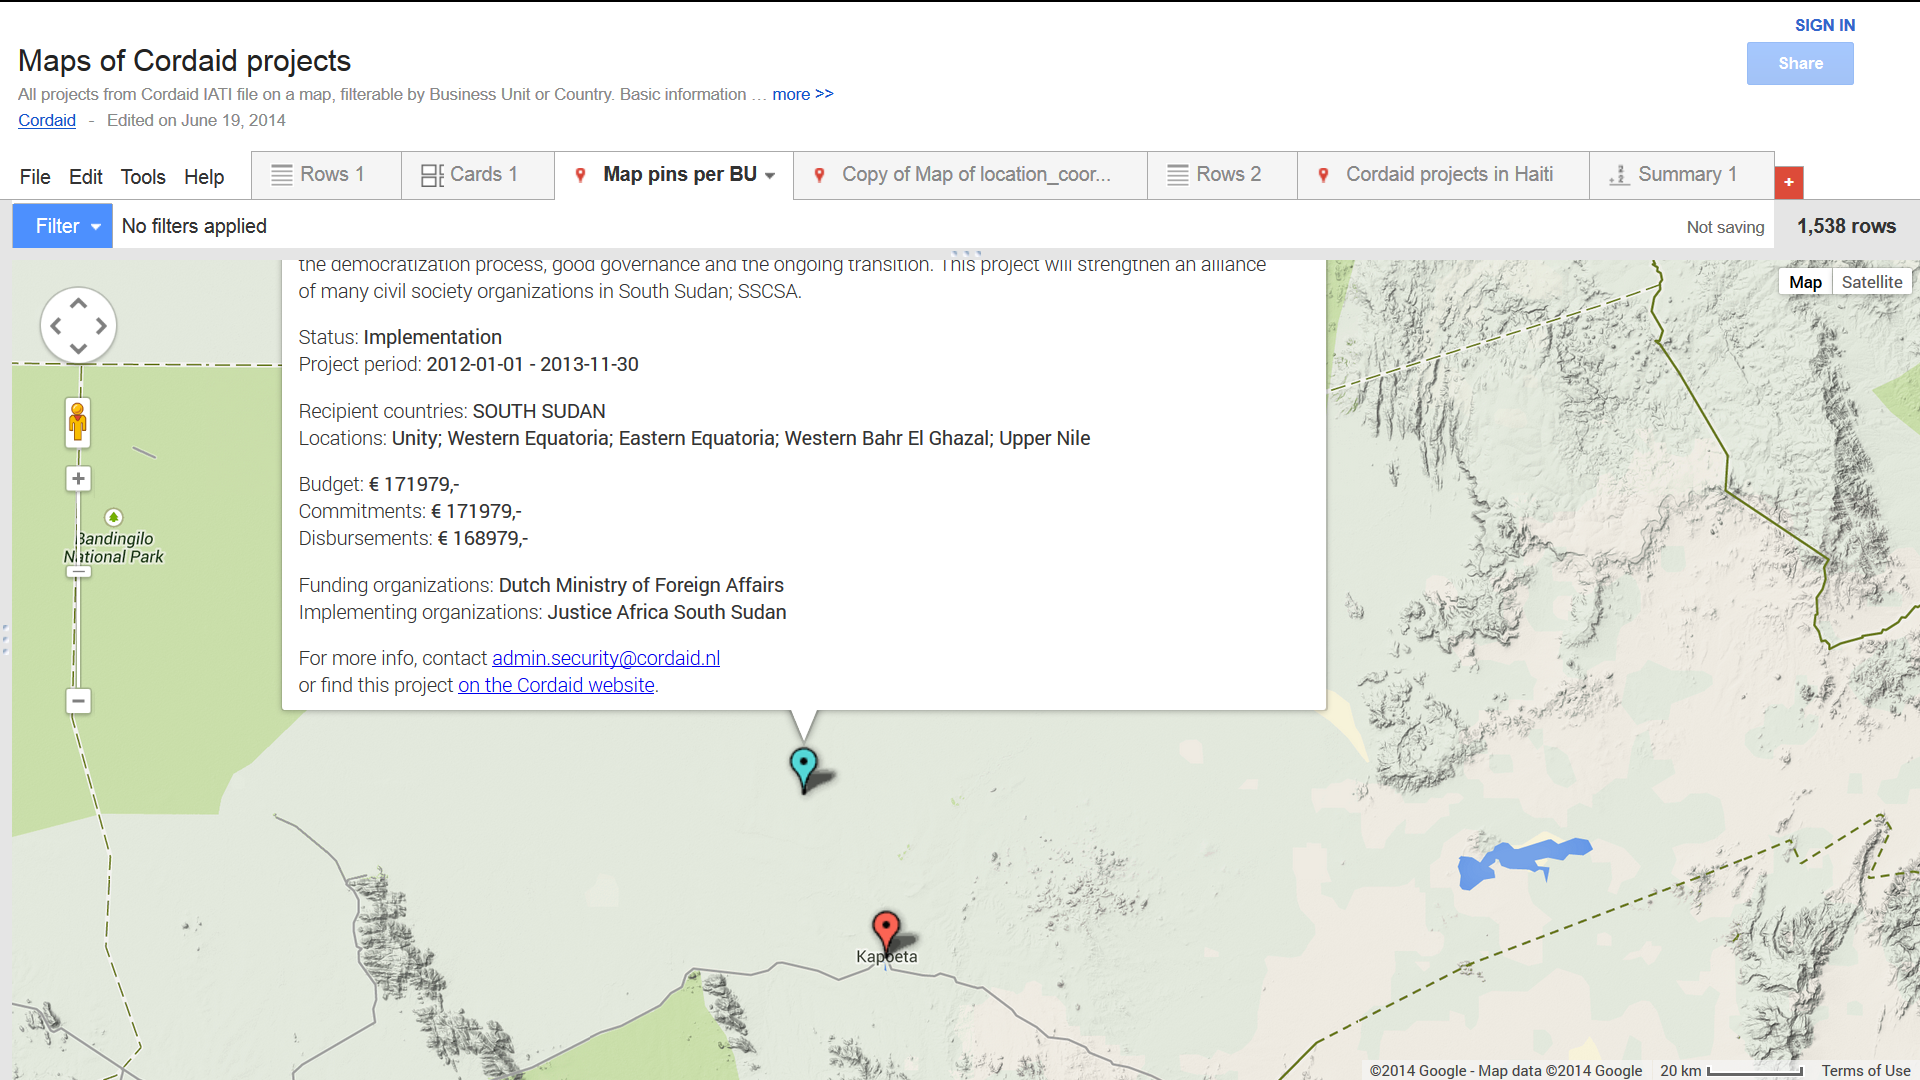 SIGN IN
Maps of Cordaid projects
Share
All projects from Cordaid IATI file on a map, filterable by Business Unit or Country. Basic information … more >>
Cordaid - Edited on June 19, 2014
File Edit Tools Help Rows 1 Cards 1 Map pins per BU Copy of Map of location_coor... Rows 2 Cordaid projects in Haiti Summary 1 +
Filter No filters applied Not saving 1,538 rows
the democratization process, good governance and the ongoing transition. This project will strengthen an alliance
of many civil society organizations in South Sudan; SSCSA.
Map Satellite
Status: Implementation
Project period: 2012-01-01 - 2013-11-30
Recipient countries: SOUTH SUDAN
Locations: Unity; Western Equatoria; Eastern Equatoria; Western Bahr El Ghazal; Upper Nile
Budget: € 171979,-
Commitments: € 171979,-
Disbursements: € 168979,-
Bandingilo
National Park
Funding organizations: Dutch Ministry of Foreign Affairs
Implementing organizations: Justice Africa South Sudan
For more info, contact admin.security@cordaid.nl
or find this project on the Cordaid website.
Kapoeta
©2014 Google - Map data ©2014 Google 20 km Terms of Use